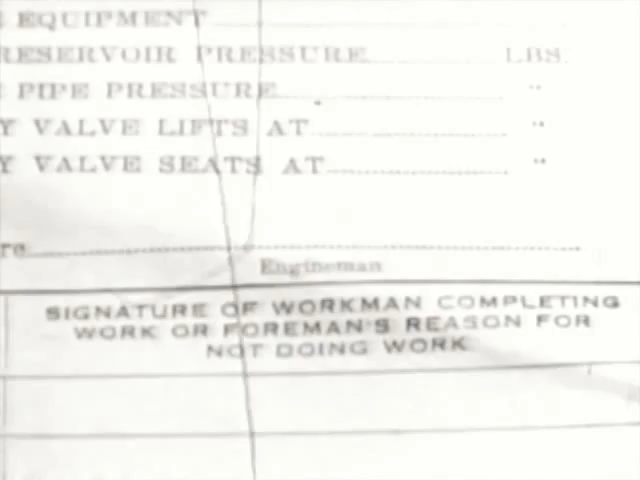 EQUIPMENT
RESERVOIR PRESSURE LBS.
PIPE PRESSURE "
Y VALVE LIFTS AT "
Y VALVE SEATS AT "
re
Engineman
SIGNATURE OF WORKMAN COMPLETING
WORK OR FOREMAN'S REASON FOR
NOT DOING WORK